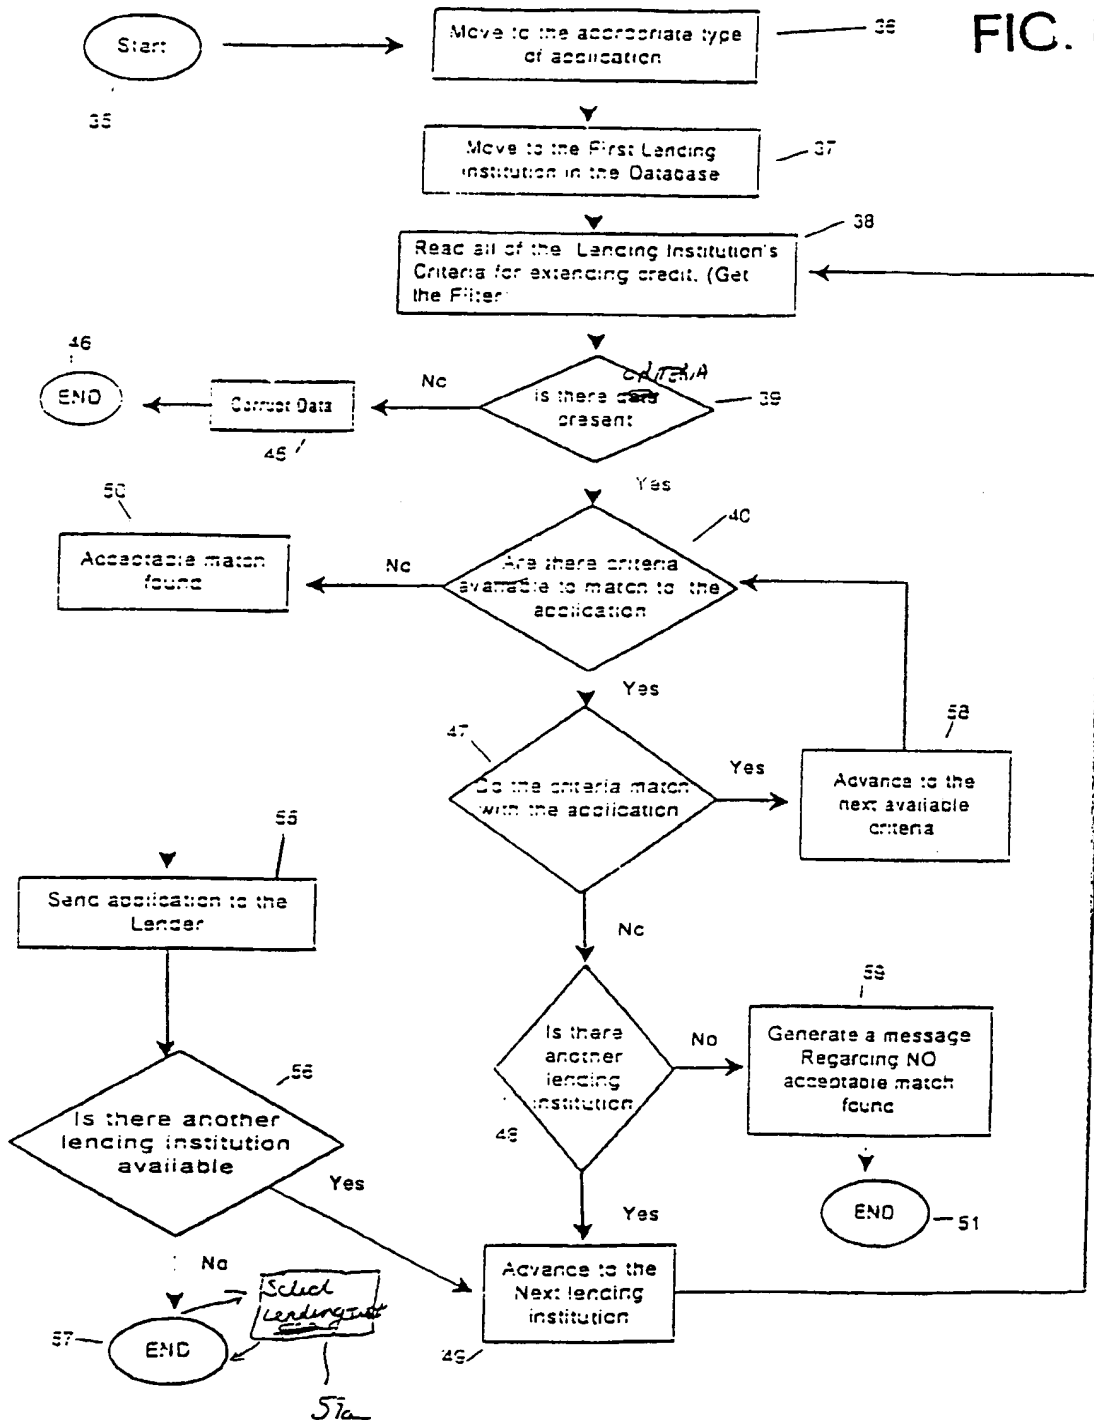 FIG.
Start
35
Move to the appropriate type
of application
36
Move to the First Lending
Institution in the Database
37
Read all of the Lending Institution's
Criteria for extending credit. (Get
the Filter
38
CRITERIA
Is there data
present
39
No
Corrupt Data
45
46
END
Yes
50
Acceptable match
found
No
Are there criteria
available to match to the
application
40
Yes
47
Do the criteria match
with the application
Yes
58
Advance to the
next available
criteria
55
Send application to the
Lender
No
Is there
another
lending
institution
48
No
59
Generate a message
Regarding NO
acceptable match
found
END
51
56
Is there another
lending institution
available
Yes
Yes
No
Select
Lending Inst
57
END
57a
Advance to the
Next lending
institution
49